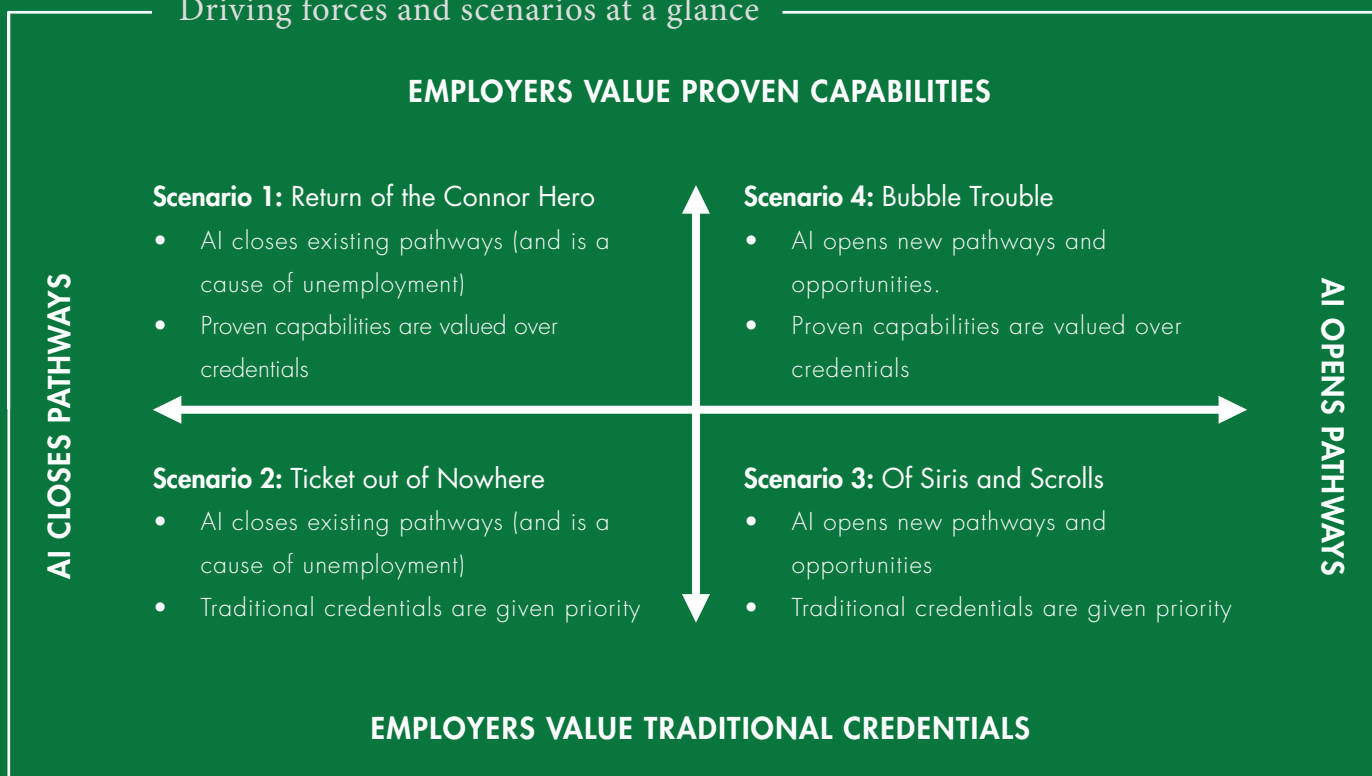 Driving forces and scenarios at a glance
EMPLOYERS VALUE PROVEN CAPABILITIES
AI CLOSES PATHWAYS
Scenario 1: Return of the Connor Hero
• AI closes existing pathways (and is a
cause of unemployment)
• Proven capabilities are valued over
credentials
Scenario 4: Bubble Trouble
• AI opens new pathways and
opportunities.
• Proven capabilities are valued over
credentials
Scenario 2: Ticket out of Nowhere
• AI closes existing pathways (and is a
cause of unemployment)
• Traditional credentials are given priority
Scenario 3: Of Siris and Scrolls
• AI opens new pathways and
opportunities
• Traditional credentials are given priority
AI OPENS PATHWAYS
EMPLOYERS VALUE TRADITIONAL CREDENTIALS